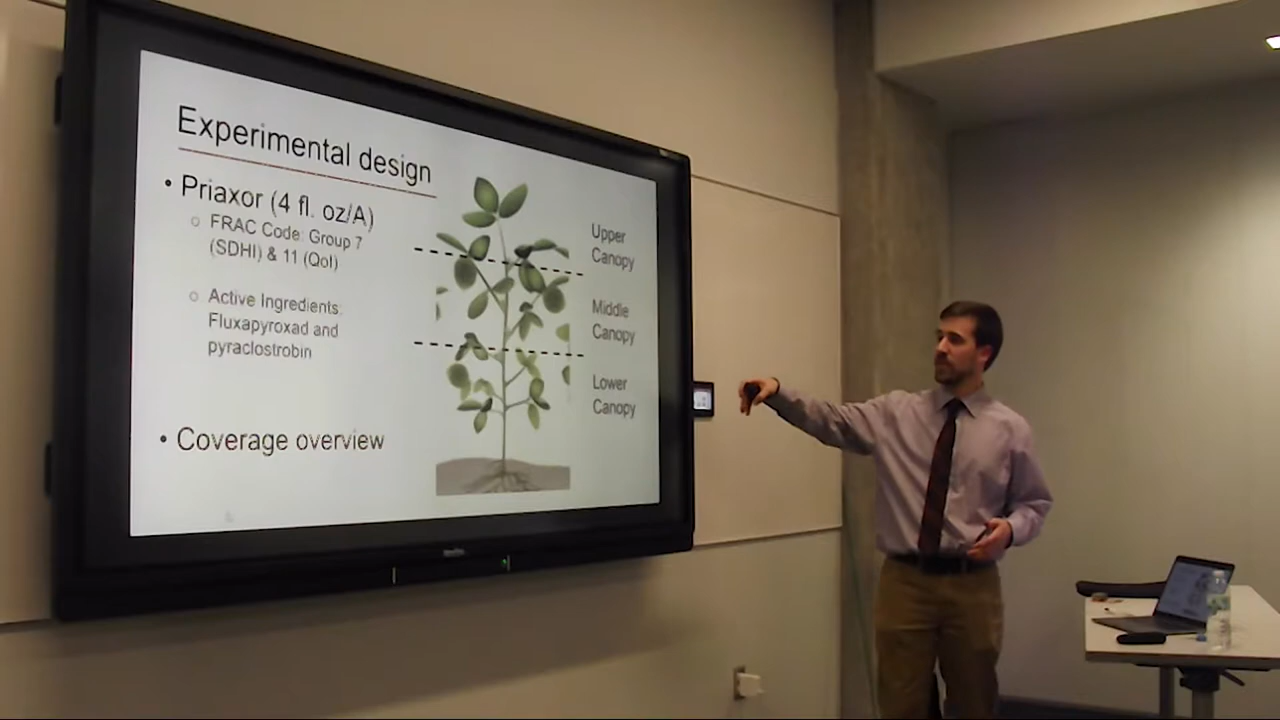 Experimental design
• Priaxor (4 fl. oz/A)
○ FRAC Code: Group 7
(SDHI) & 11 (QoI)
○ Active Ingredients:
Fluxapyroxad and
pyraclostrobin
• Coverage overview
Upper
Canopy
Middle
Canopy
Lower
Canopy